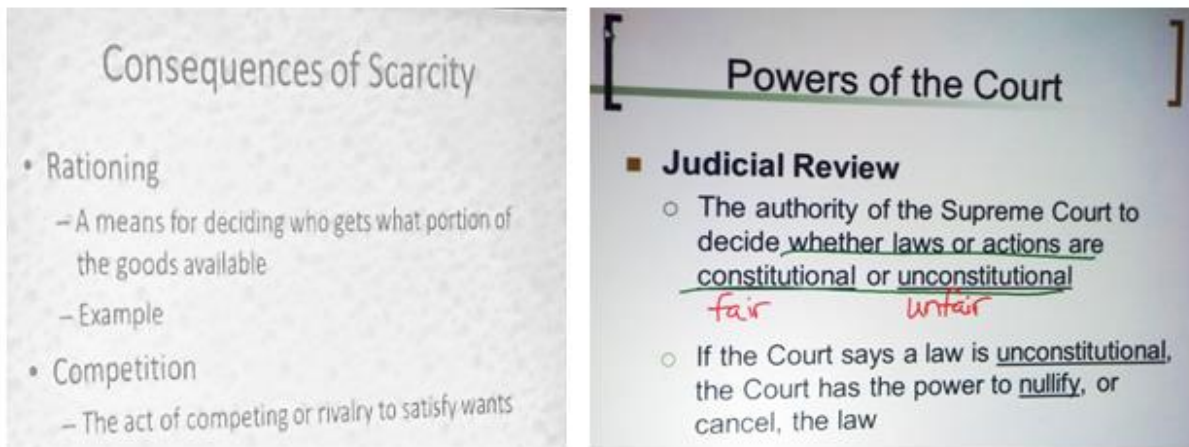 Consequences of Scarcity
• Rationing
– A means for deciding who gets what portion of
the goods available
– Example
• Competition
– The act of competing or rivalry to satisfy wants
Powers of the Court
■ Judicial Review
○ The authority of the Supreme Court to
decide whether laws or actions are
constitutional or unconstitutional
fair unfair
○ If the Court says a law is unconstitutional,
the Court has the power to nullify, or
cancel, the law